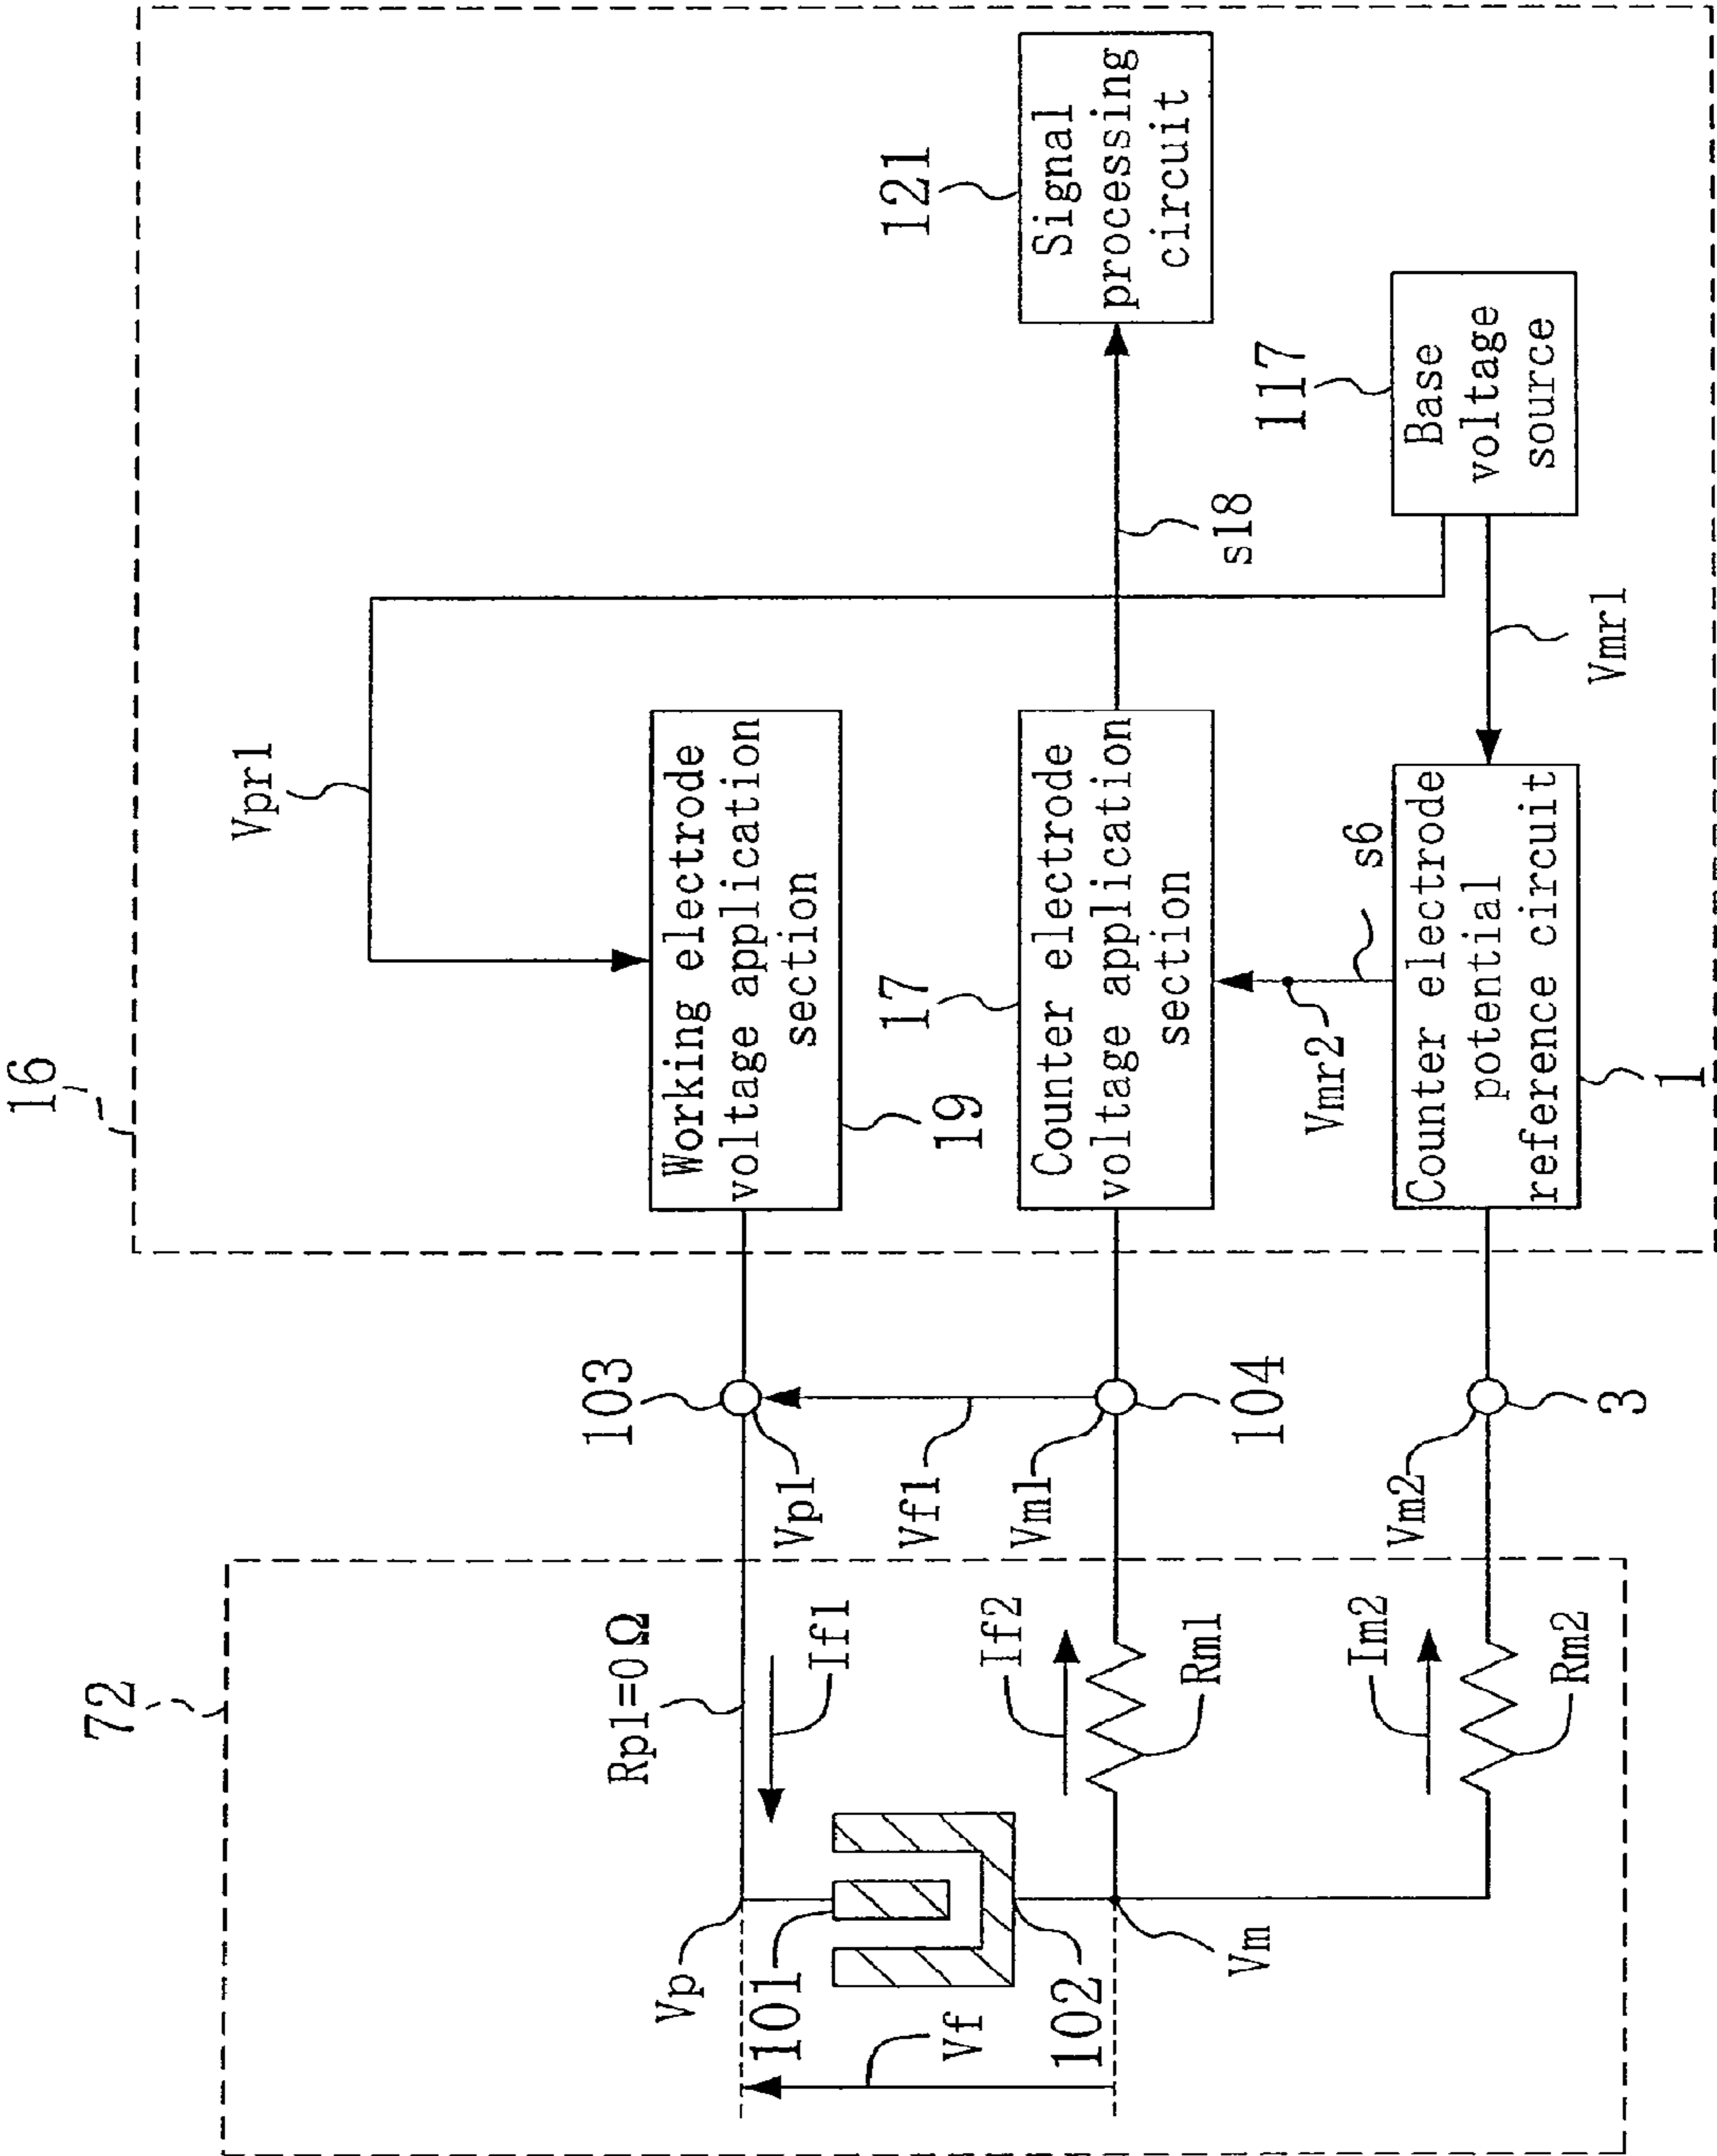 72
16
Rp1=0Ω
If1
Vp
101
Vf
102
Vm
If2
Rm1
Im2
Rm2
103
Vp1
Vf1
Vm1
104
Vm2
3
Vpr1
Working electrode
voltage application
section
19
17
Counter electrode
voltage application
section
s18
121
Signal
processing
circuit
Vmr2
s6
Counter electrode
potential
reference circuit
1
Vmr1
117
Base
voltage
source